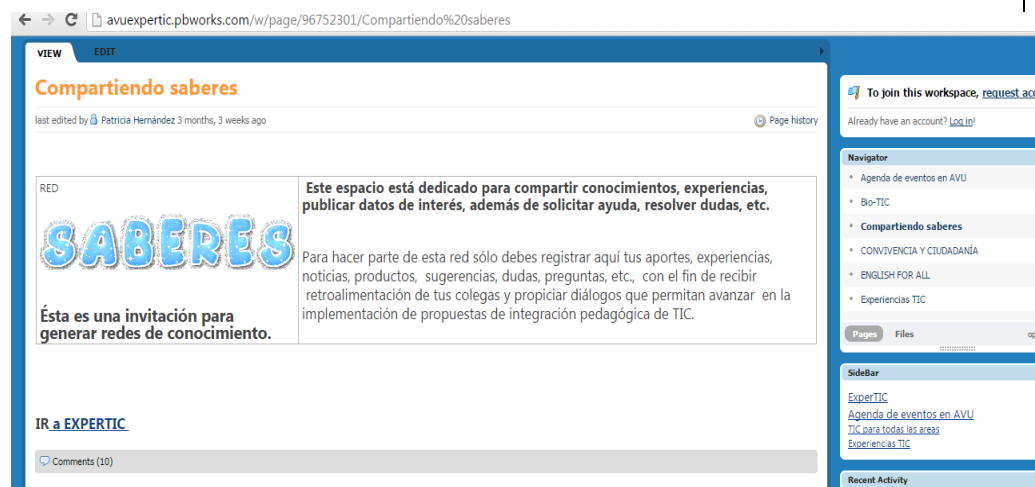 avuexpertic.pbworks.com/w/page/96752301/Compartiendo%20saberes
VIEW EDIT
Compartiendo saberes
last edited by Patricia Hernández 3 months, 3 weeks ago
Page history
RED
SABERES
Ésta es una invitación para
generar redes de conocimiento.
Este espacio está dedicado para compartir conocimientos, experiencias,
publicar datos de interés, además de solicitar ayuda, resolver dudas, etc.
Para hacer parte de esta red sólo debes registrar aquí tus aportes, experiencias,
noticias, productos, sugerencias, dudas, preguntas, etc., con el fin de recibir
retroalimentación de tus colegas y propiciar diálogos que permitan avanzar en la
implementación de propuestas de integración pedagógica de TIC.
IR a EXPERTIC
Comments (10)
To join this workspace, request
Already have an account? Log in!
Navigator
Agenda de eventos en AVU
Bio-TIC
Compartiendo saberes
CONVIVENCIA Y CIUDADANÍA
ENGLISH FOR ALL
Experiencias TIC
Pages Files
SideBar
ExperTIC
Agenda de eventos en AVU
TIC para todas las areas
Experiencias TIC
Recent Activity